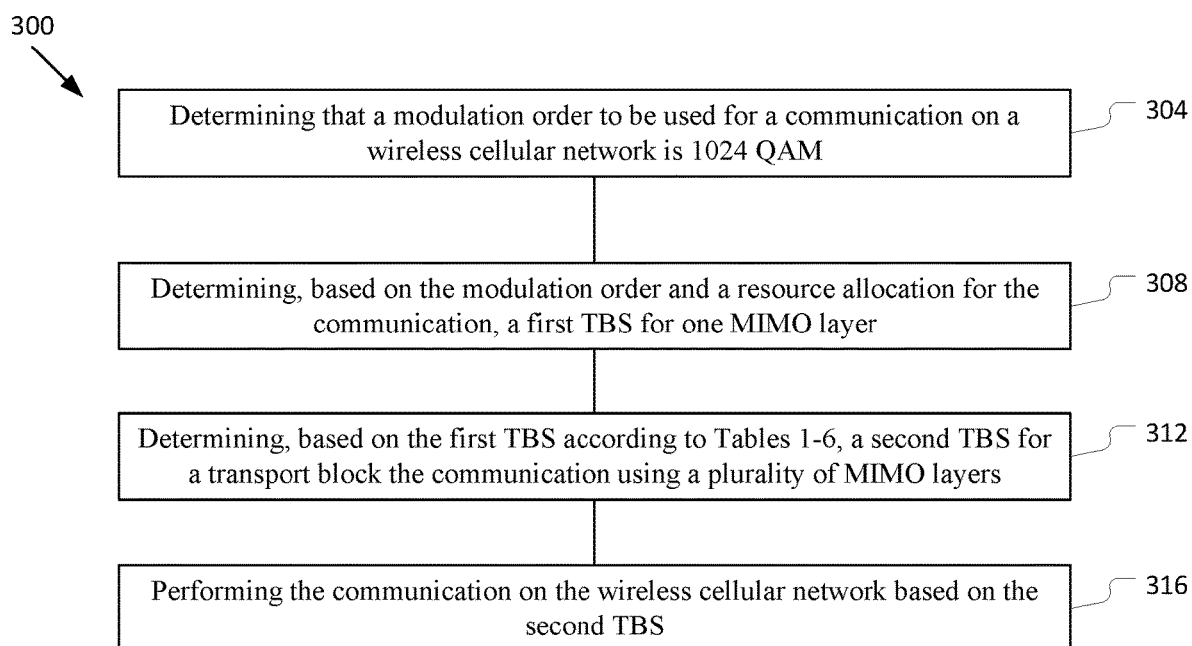 300
Determining that a modulation order to be used for a communication on a
wireless cellular network is 1024 QAM
304
Determining, based on the modulation order and a resource allocation for the
communication, a first TBS for one MIMO layer
308
Determining, based on the first TBS according to Tables 1-6, a second TBS for
a transport block the communication using a plurality of MIMO layers
312
Performing the communication on the wireless cellular network based on the
second TBS
316